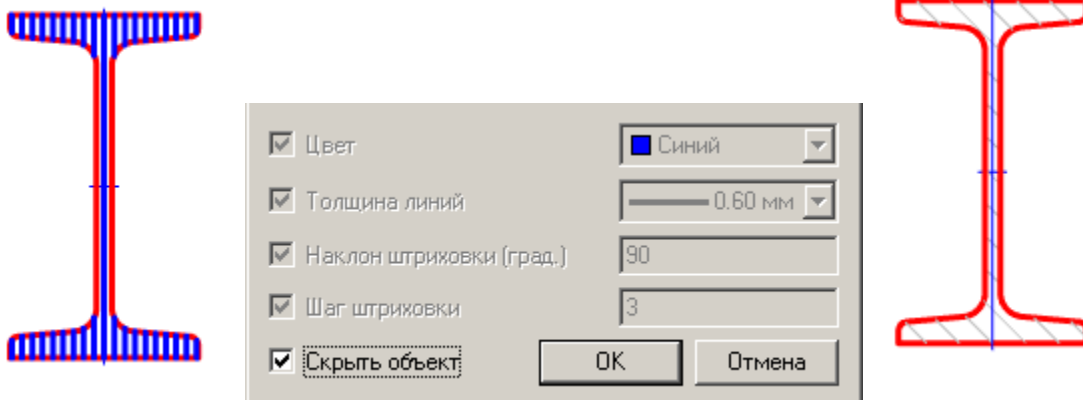 Цвет Синий
Толщина линий 0.60 мм
Наклон штриховки (град.) 90
Шаг штриховки 3
Скрыть объект OK Отмена